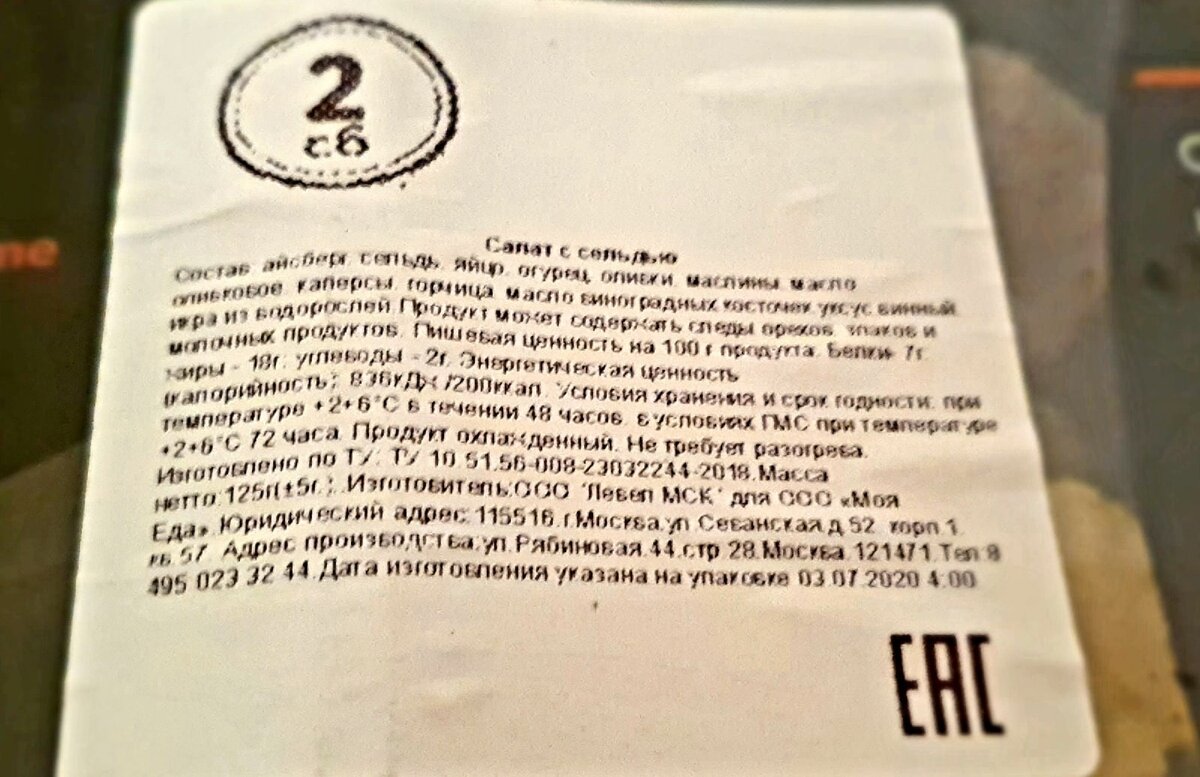 2
сб
Салат с сельдью
Состав: айсберг, сельдь, яйцо, огурец, оливки, маслины, масло
оливковое, каперсы, горчица, масло виноградных косточек, уксус винный,
икра из водорослей.Продукт может содержать следы орехов, злаков и
молочных продуктов. Пищевая ценность на 100 г продукта: Белки- 7г.
жиры - 18г. углеводы - 2г. Энергетическая ценность
(калорийность): 836кДж /200ккал. Условия хранения и срок годности: при
температуре +2+6°С в течении 48 часов, в условиях ГМС при температуре
+2+6°С 72 часа. Продукт охлажденный. Не требует разогрева.
Изготовлено по ТУ: ТУ 10.51.56-008-23032244-2018.Масса
нетто:125г(±5г.). Изготовитель:ООО "Левел МСК" для ООО «Моя
Еда». Юридический адрес:115516,г.Москва,ул.Севанская,д.52, корп 1,
кв.57. Адрес производства:ул.Рябиновая,44,стр.28,Москва,121471.Тел:8
495 023 32 44.Дата изготовления указана на упаковке 03.07.2020 4:00
ЕАС